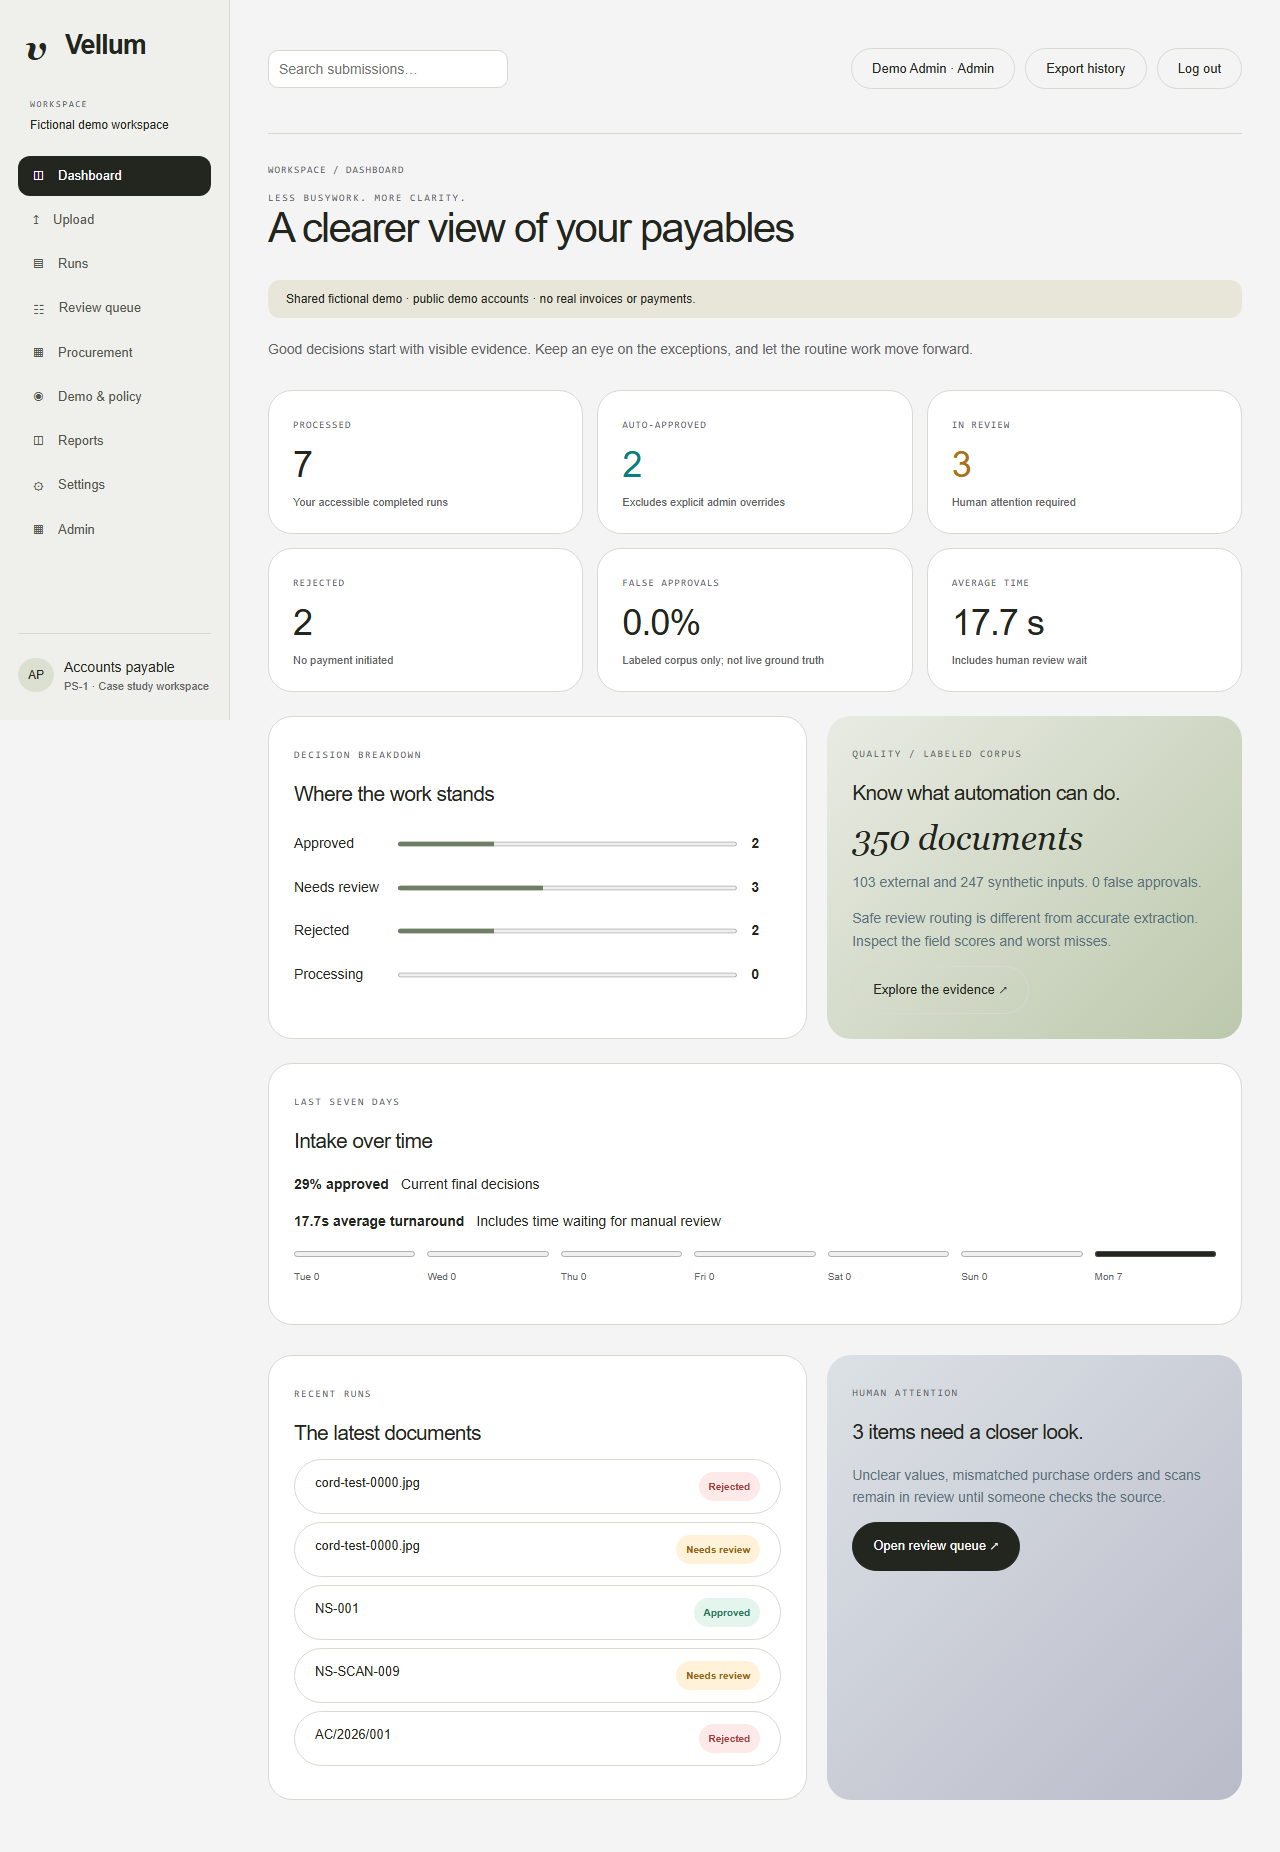 v Vellum
WORKSPACE
Fictional demo workspace
Dashboard
Upload
Runs
Review queue
Procurement
Demo & policy
Reports
Settings
Admin
AP
Accounts payable
PS-1 · Case study workspace
Search submissions…
Demo Admin · Admin
Export history
Log out
WORKSPACE / DASHBOARD
LESS BUSYWORK. MORE CLARITY.
A clearer view of your payables
Shared fictional demo · public demo accounts · no real invoices or payments.
Good decisions start with visible evidence. Keep an eye on the exceptions, and let the routine work move forward.
PROCESSED
7
Your accessible completed runs
AUTO-APPROVED
2
Excludes explicit admin overrides
IN REVIEW
3
Human attention required
REJECTED
2
No payment initiated
FALSE APPROVALS
0.0%
Labeled corpus only; not live ground truth
AVERAGE TIME
17.7 s
Includes human review wait
DECISION BREAKDOWN
Where the work stands
Approved 2
Needs review 3
Rejected 2
Processing 0
QUALITY / LABELED CORPUS
Know what automation can do.
350 documents
103 external and 247 synthetic inputs. 0 false approvals.
Safe review routing is different from accurate extraction.
Inspect the field scores and worst misses.
Explore the evidence ↗
LAST SEVEN DAYS
Intake over time
29% approved Current final decisions
17.7s average turnaround Includes time waiting for manual review
Tue 0 Wed 0 Thu 0 Fri 0 Sat 0 Sun 0 Mon 7
RECENT RUNS
The latest documents
cord-test-0000.jpg Rejected
cord-test-0000.jpg Needs review
NS-001 Approved
NS-SCAN-009 Needs review
AC/2026/001 Rejected
HUMAN ATTENTION
3 items need a closer look.
Unclear values, mismatched purchase orders and scans
remain in review until someone checks the source.
Open review queue ↗